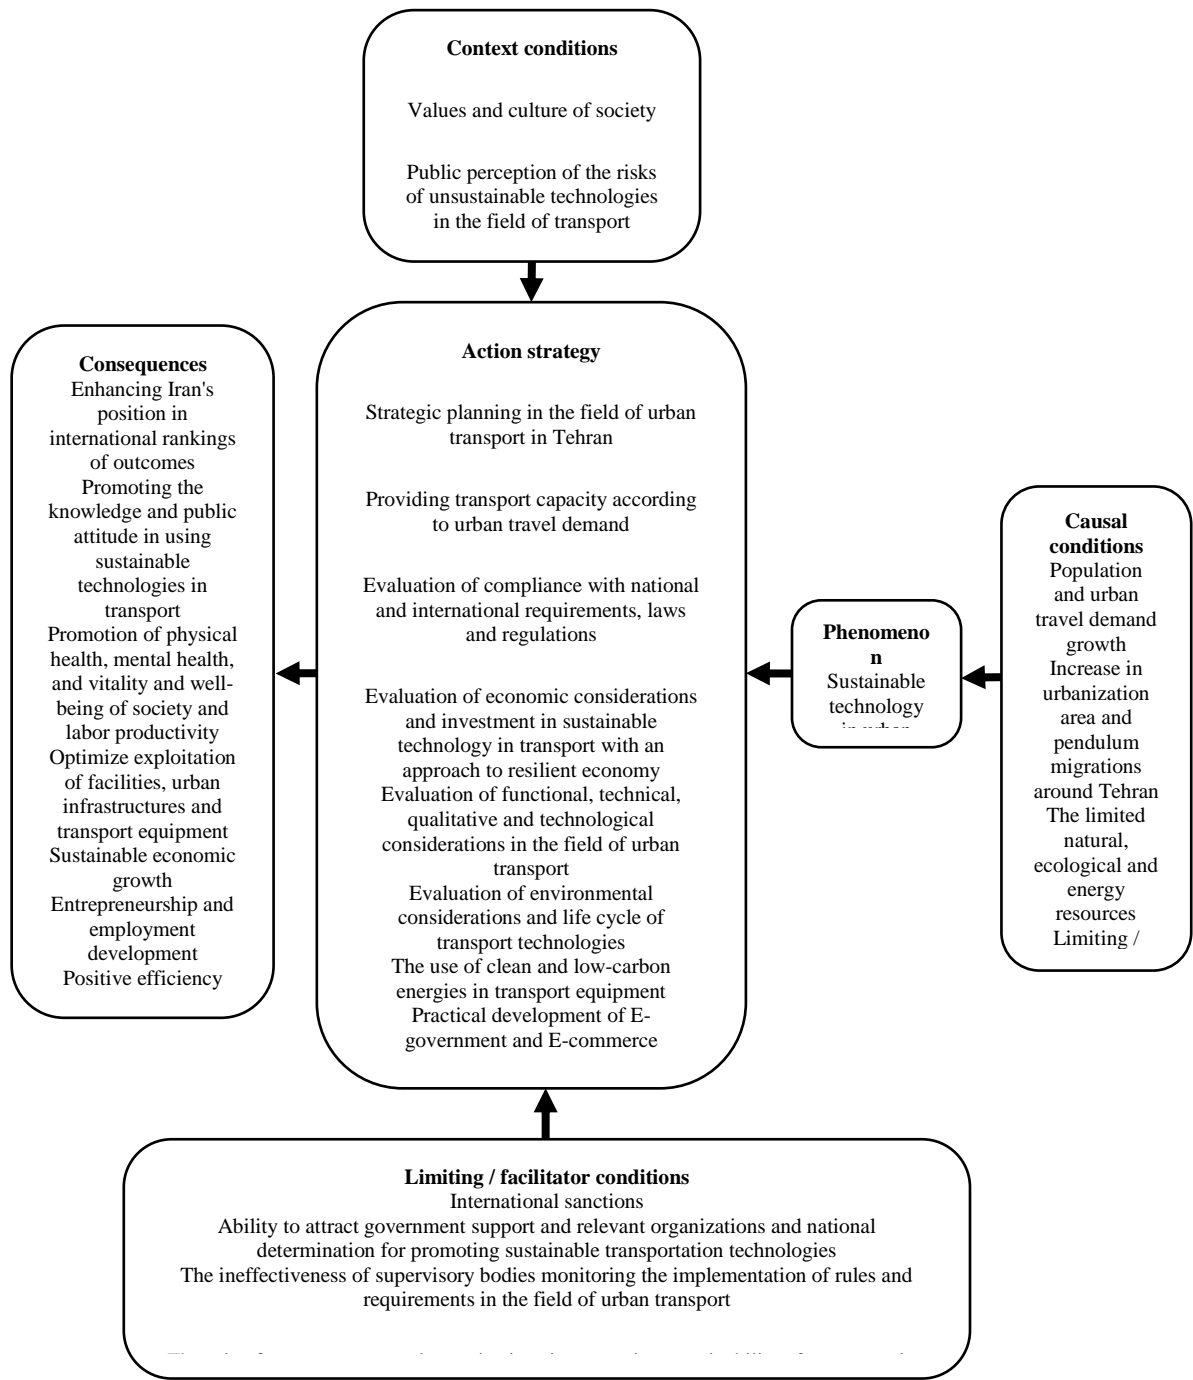 Context conditions
Values and culture of society
Public perception of the risks
of unsustainable technologies
in the field of transport
Action strategy
Strategic planning in the field of urban
transport in Tehran
Providing transport capacity according
to urban travel demand
Evaluation of compliance with national
and international requirements, laws
and regulations
Evaluation of economic considerations
and investment in sustainable
technology in transport with an
approach to resilient economy
Evaluation of functional, technical,
qualitative and technological
considerations in the field of urban
transport
Evaluation of environmental
considerations and life cycle of
transport technologies
The use of clean and low-carbon
energies in transport equipment
Practical development of E-
government and E-commerce
Consequences
Enhancing Iran's
position in
international rankings
of outcomes
Promoting the
knowledge and public
attitude in using
sustainable
technologies in
transport
Promotion of physical
health, mental health,
and vitality and well-
being of society and
labor productivity
Optimize exploitation
of facilities, urban
infrastructures and
transport equipment
Sustainable economic
growth
Entrepreneurship and
employment
development
Positive efficiency
Phenomeno
n
Sustainable
technology
in urban
Causal
conditions
Population
and urban
travel demand
growth
Increase in
urbanization
area and
pendulum
migrations
around Tehran
The limited
natural,
ecological and
energy
resources
Limiting /
Limiting / facilitator conditions
International sanctions
Ability to attract government support and relevant organizations and national
determination for promoting sustainable transportation technologies
The ineffectiveness of supervisory bodies monitoring the implementation of rules and
requirements in the field of urban transport